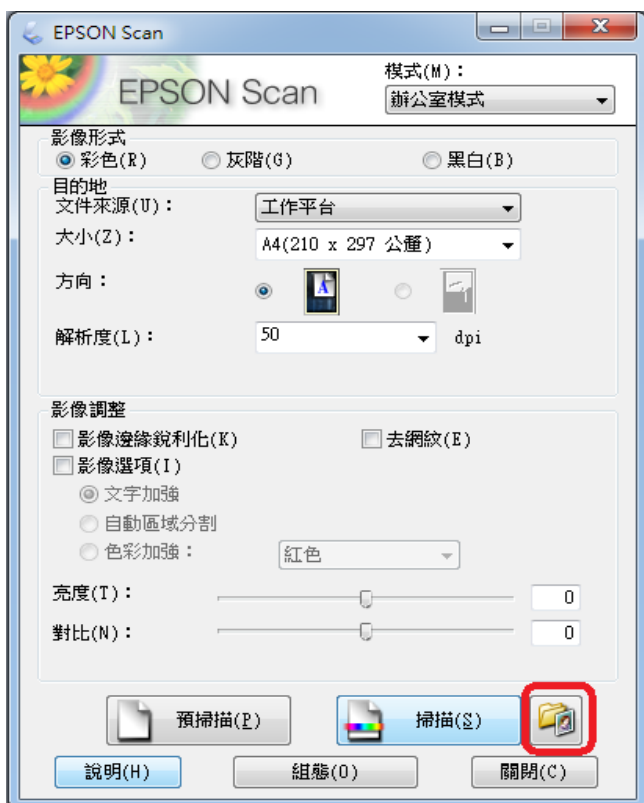 EPSON Scan
EPSON Scan
模式(M)：
辦公室模式
影像形式
彩色(R) 灰階(G) 黑白(B)
目的地
文件來源(U)： 工作平台
大小(Z)： A4(210 x 297 公釐)
方向：
A
解析度(L)： 50 dpi
影像調整
影像邊緣銳利化(K) 去網紋(E)
影像選項(I)
文字加強
自動區域分割
色彩加強： 紅色
亮度(T)： 0
對比(N)： 0
預掃描(P) 掃描(S)
說明(H) 組態(O) 關閉(C)